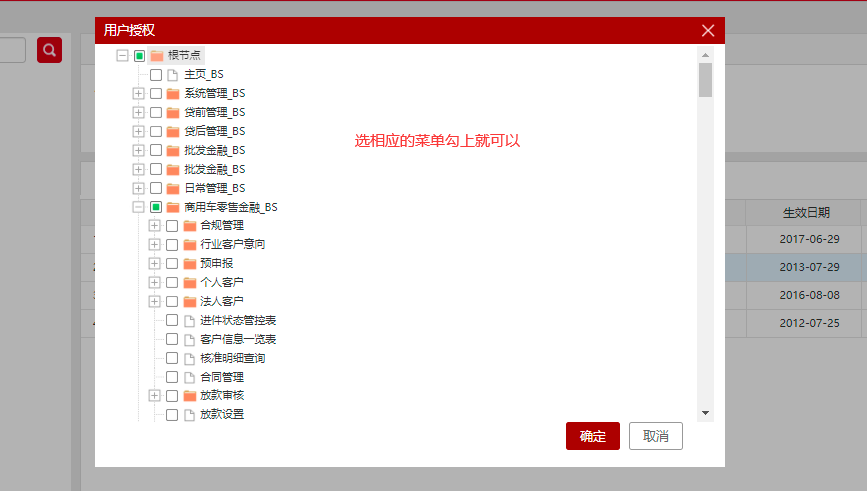 用户授权
根节点
主页_BS
系统管理_BS
贷前管理_BS
贷后管理_BS
选相应的菜单勾上就可以
批发金融_BS
批发金融_BS
日常管理_BS
商用车零售金融_BS
生效日期
合规管理
2017-06-29
行业客户意向
预申报
2013-07-29
个人客户
法人客户
2016-08-08
进件状态管控表
2012-07-25
客户信息一览表
核准明细查询
合同管理
放款审核
放款设置
确定
取消